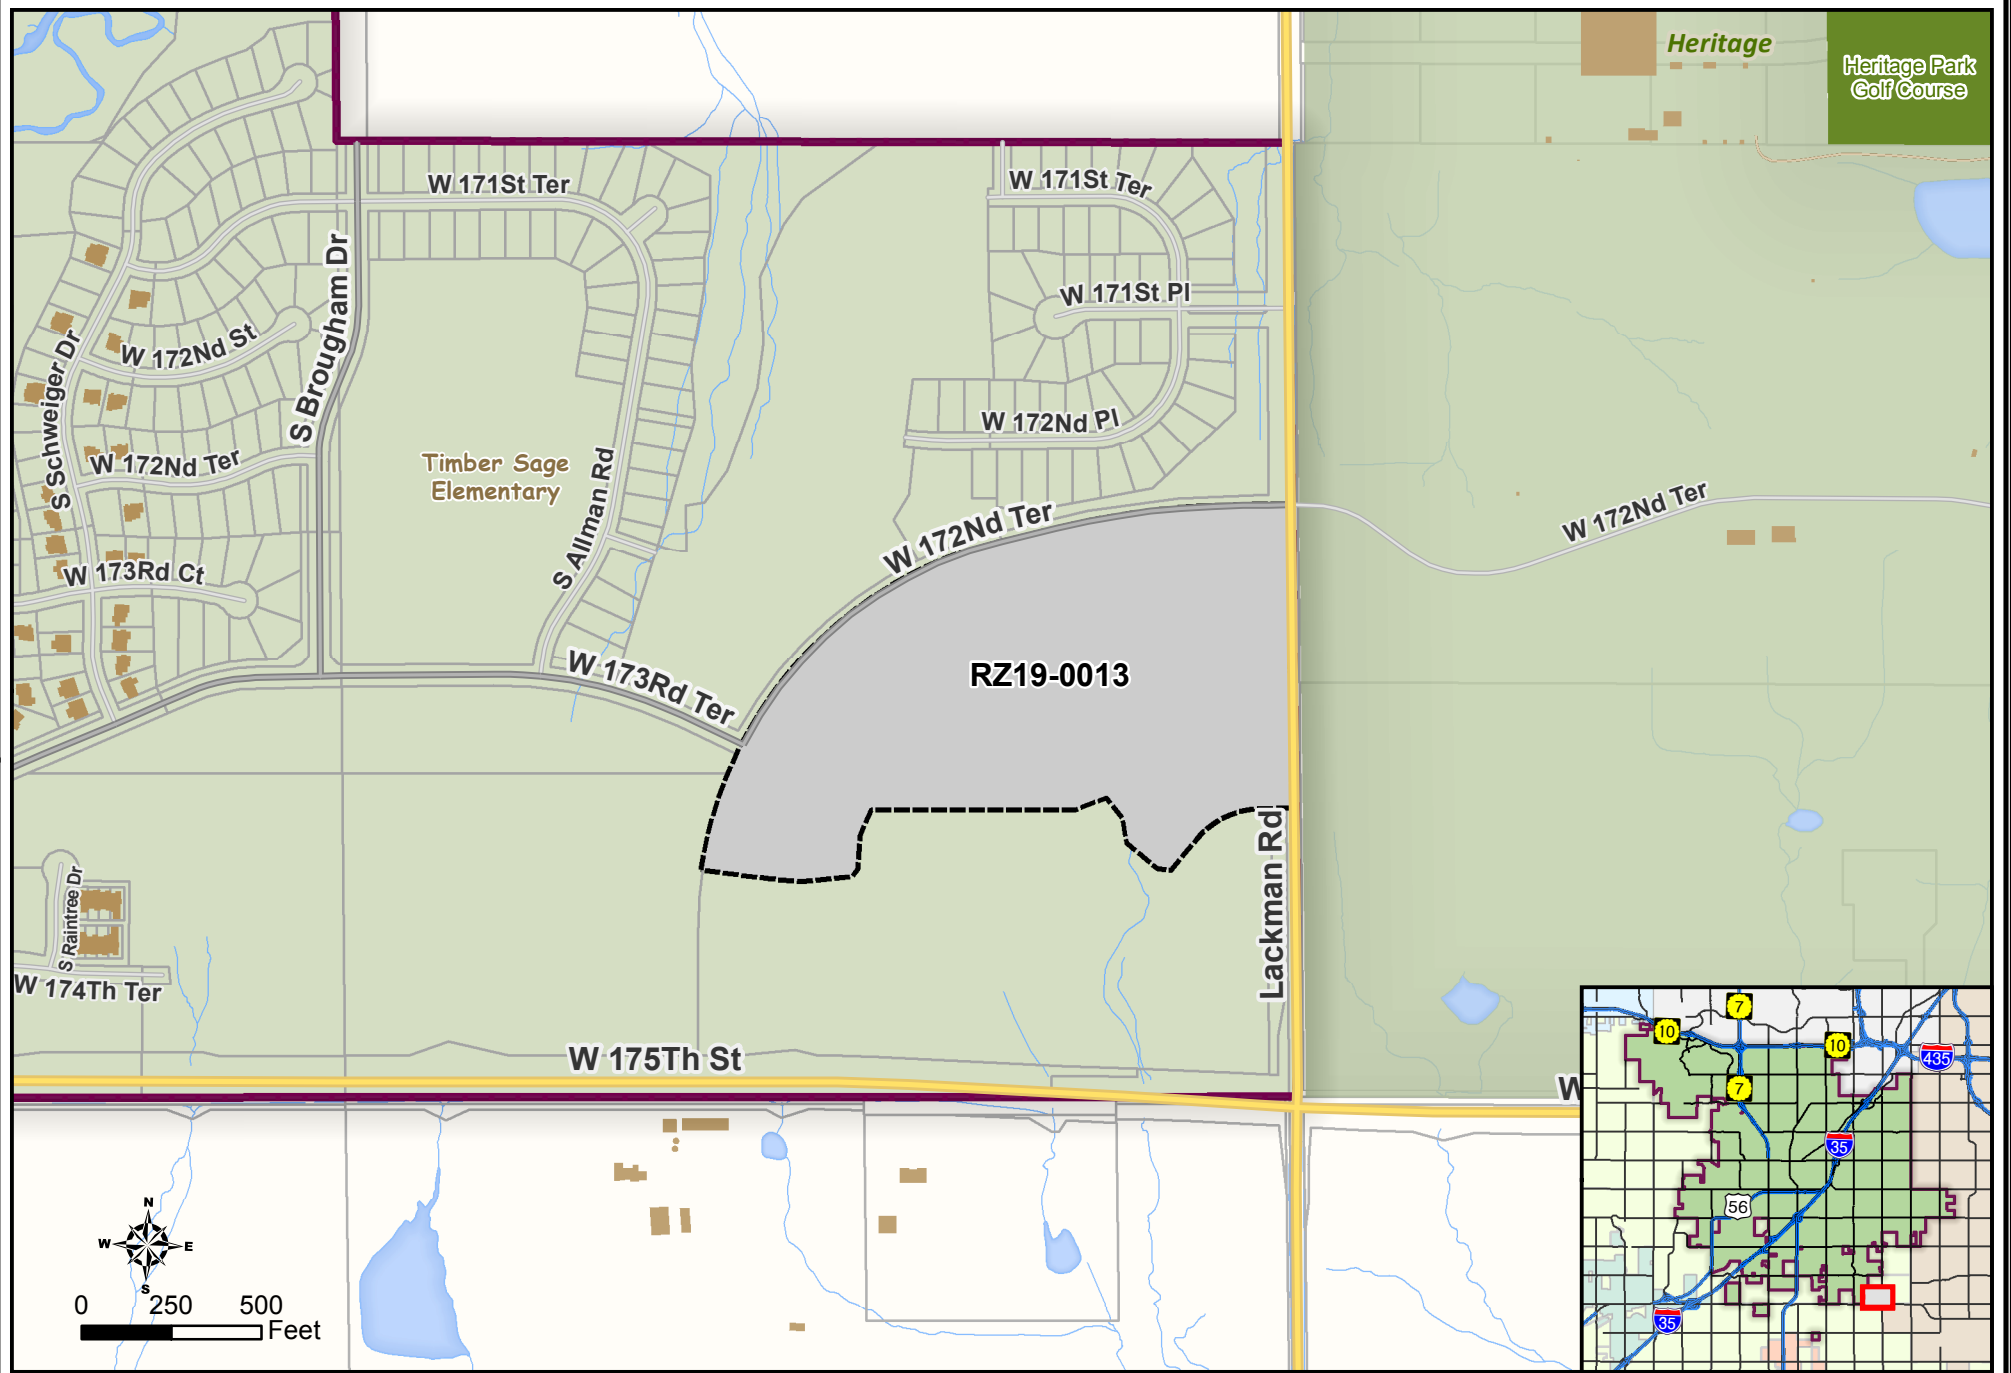 Heritage
Heritage Park
Golf Course
W 171St Ter
W 171St Ter
S Brougham Dr
W 171St Pl
W 172Nd St
S Schweiger Dr
W 172Nd Pl
W 172Nd Ter
Timber Sage
Elementary
S Allman Rd
W 172Nd Ter
W 172Nd Ter
W 173Rd Ct
W 173Rd Ter
RZ19-0013
Lackman Rd
S Raintree Dr
W 174Th Ter
W 175Th St
W
7
10
10
435
7
35
56
35
N
W
E
S
0
250
500
Feet